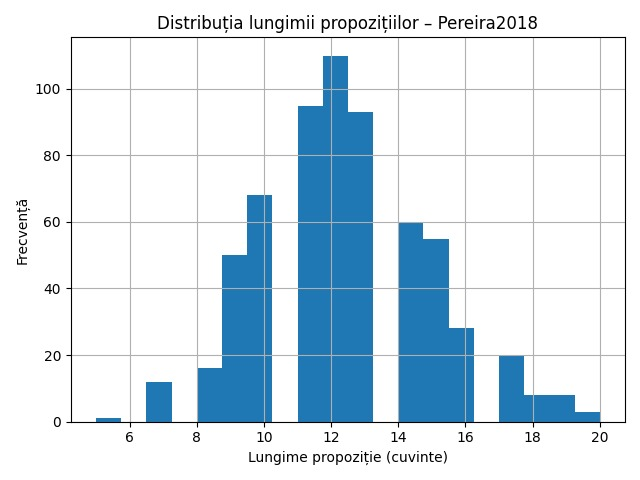 Distribuția lungimii propozițiilor – Pereira2018
Frecvență
100
80
60
40
20
0
6 8 10 12 14 16 18 20
Lungime propoziție (cuvinte)